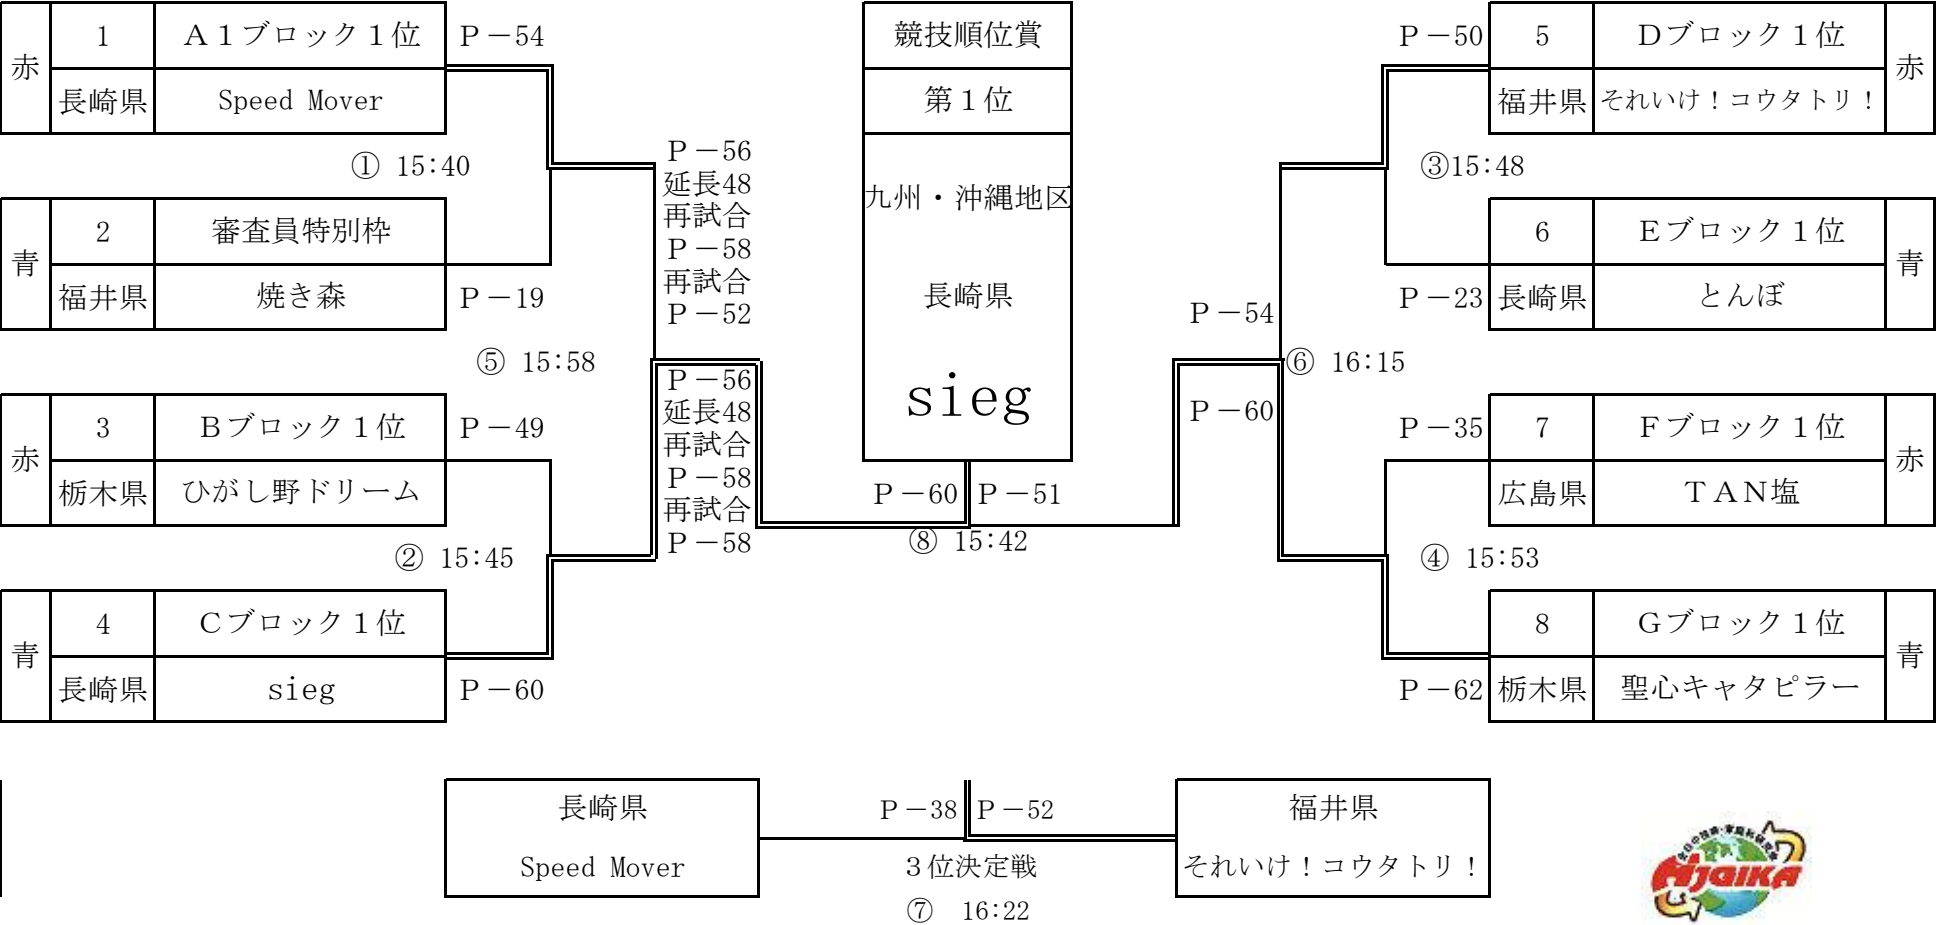 赤
1
Ａ１ブロック１位
Ｐ－54
長崎県
Speed Mover
① 15:40
青
2
審査員特別枠
福井県
焼き森
Ｐ－19
Ｐ－56
延長48
再試合
Ｐ－58
再試合
Ｐ－52
⑤ 15:58
赤
3
Ｂブロック１位
Ｐ－49
栃木県
ひがし野ドリーム
② 15:45
青
4
Ｃブロック１位
長崎県
sieg
Ｐ－60
Ｐ－56
延長48
再試合
Ｐ－58
再試合
Ｐ－58
競技順位賞
第１位
九州・沖縄地区
長崎県
sieg
Ｐ－60
Ｐ－51
⑧ 15:42
Ｐ－50
5
Ｄブロック１位
赤
福井県
それいけ！コウタトリ！
③15:48
6
Ｅブロック１位
青
Ｐ－23
長崎県
とんぼ
Ｐ－54
⑥ 16:15
Ｐ－60
Ｐ－35
7
Ｆブロック１位
赤
広島県
ＴＡＮ塩
④ 15:53
8
Ｇブロック１位
青
Ｐ－62
栃木県
聖心キャタピラー
長崎県
Speed Mover
Ｐ－38
Ｐ－52
３位決定戦
⑦ 16:22
福井県
それいけ！コウタトリ！
AJGIKA